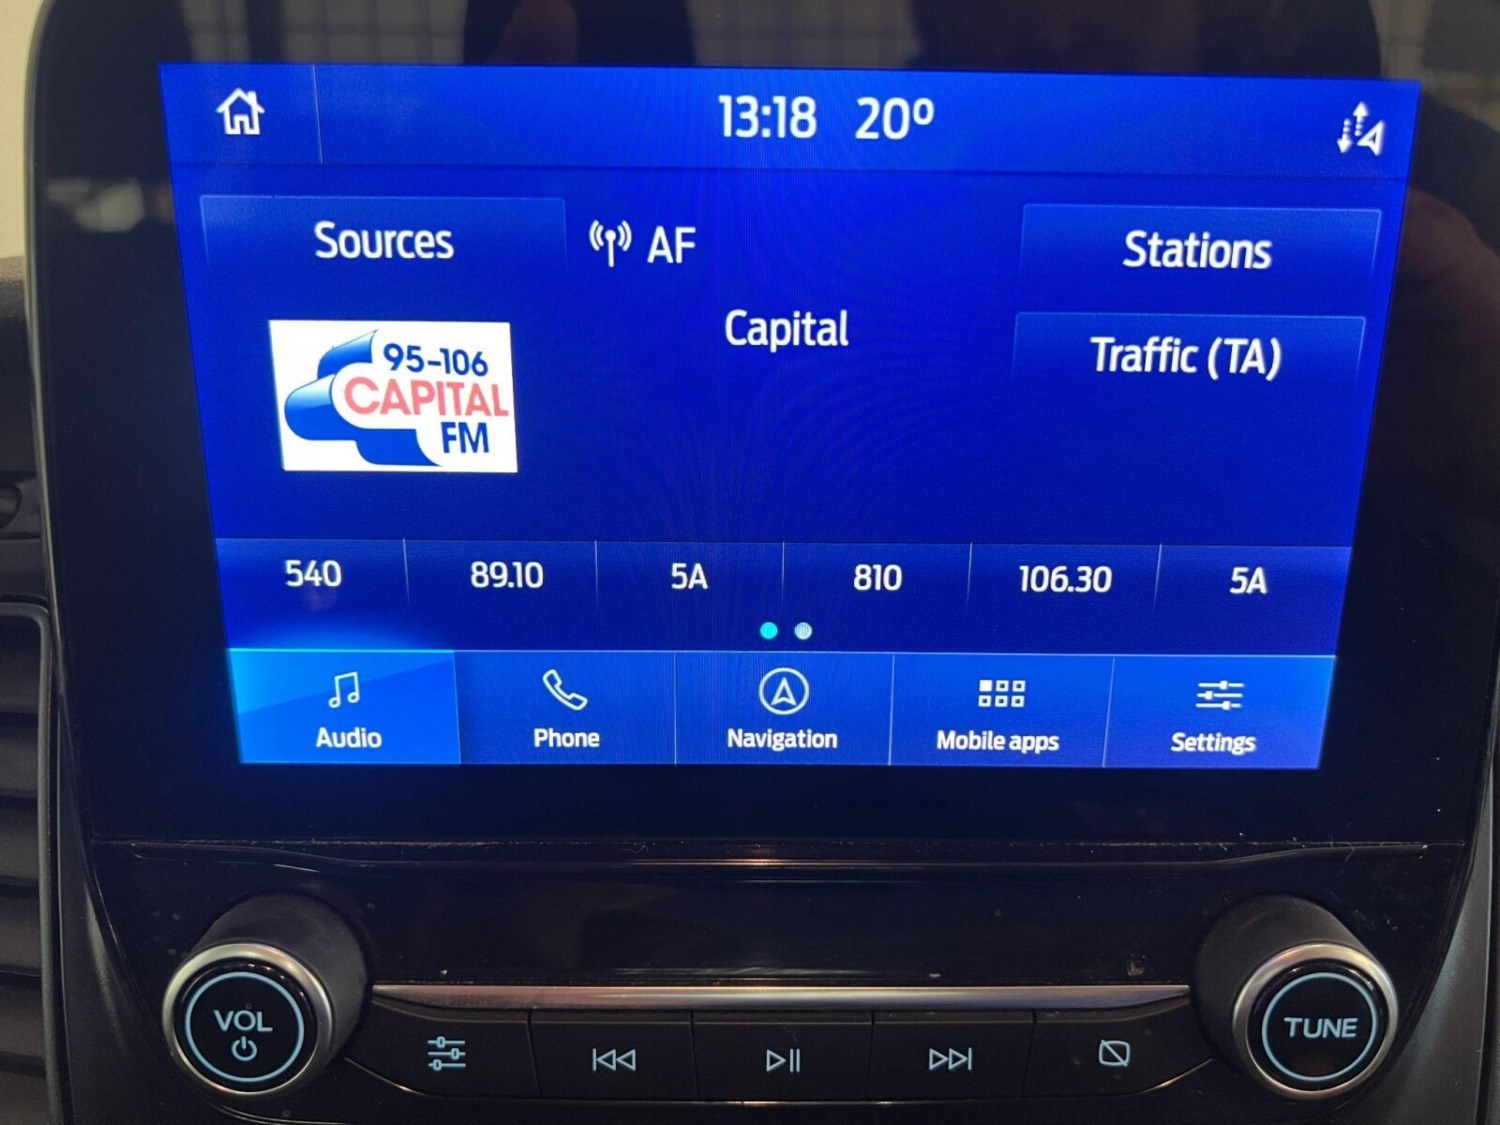 13:18 20º
Sources
AF
Stations
Capital
Traffic (TA)
95-106
CAPITAL
FM
540 89.10 5A 810 106.30 5A
Audio Phone Navigation Mobile apps Settings
VOL
TUNE